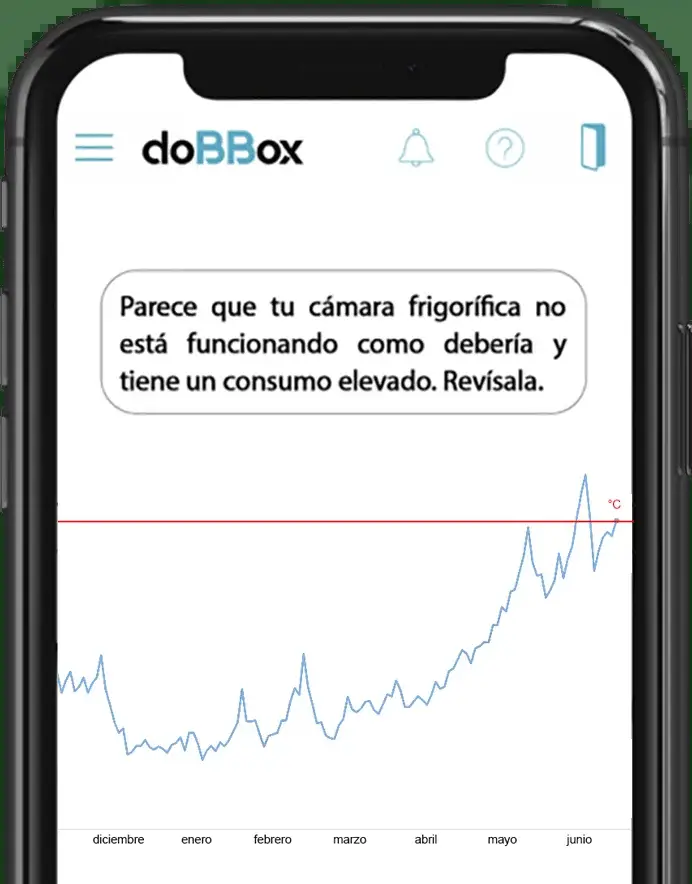 doBBox
?
Parece que tu cámara frigorífica no
está funcionando como debería y
tiene un consumo elevado. Revísala.
°C
diciembre enero febrero marzo abril mayo junio